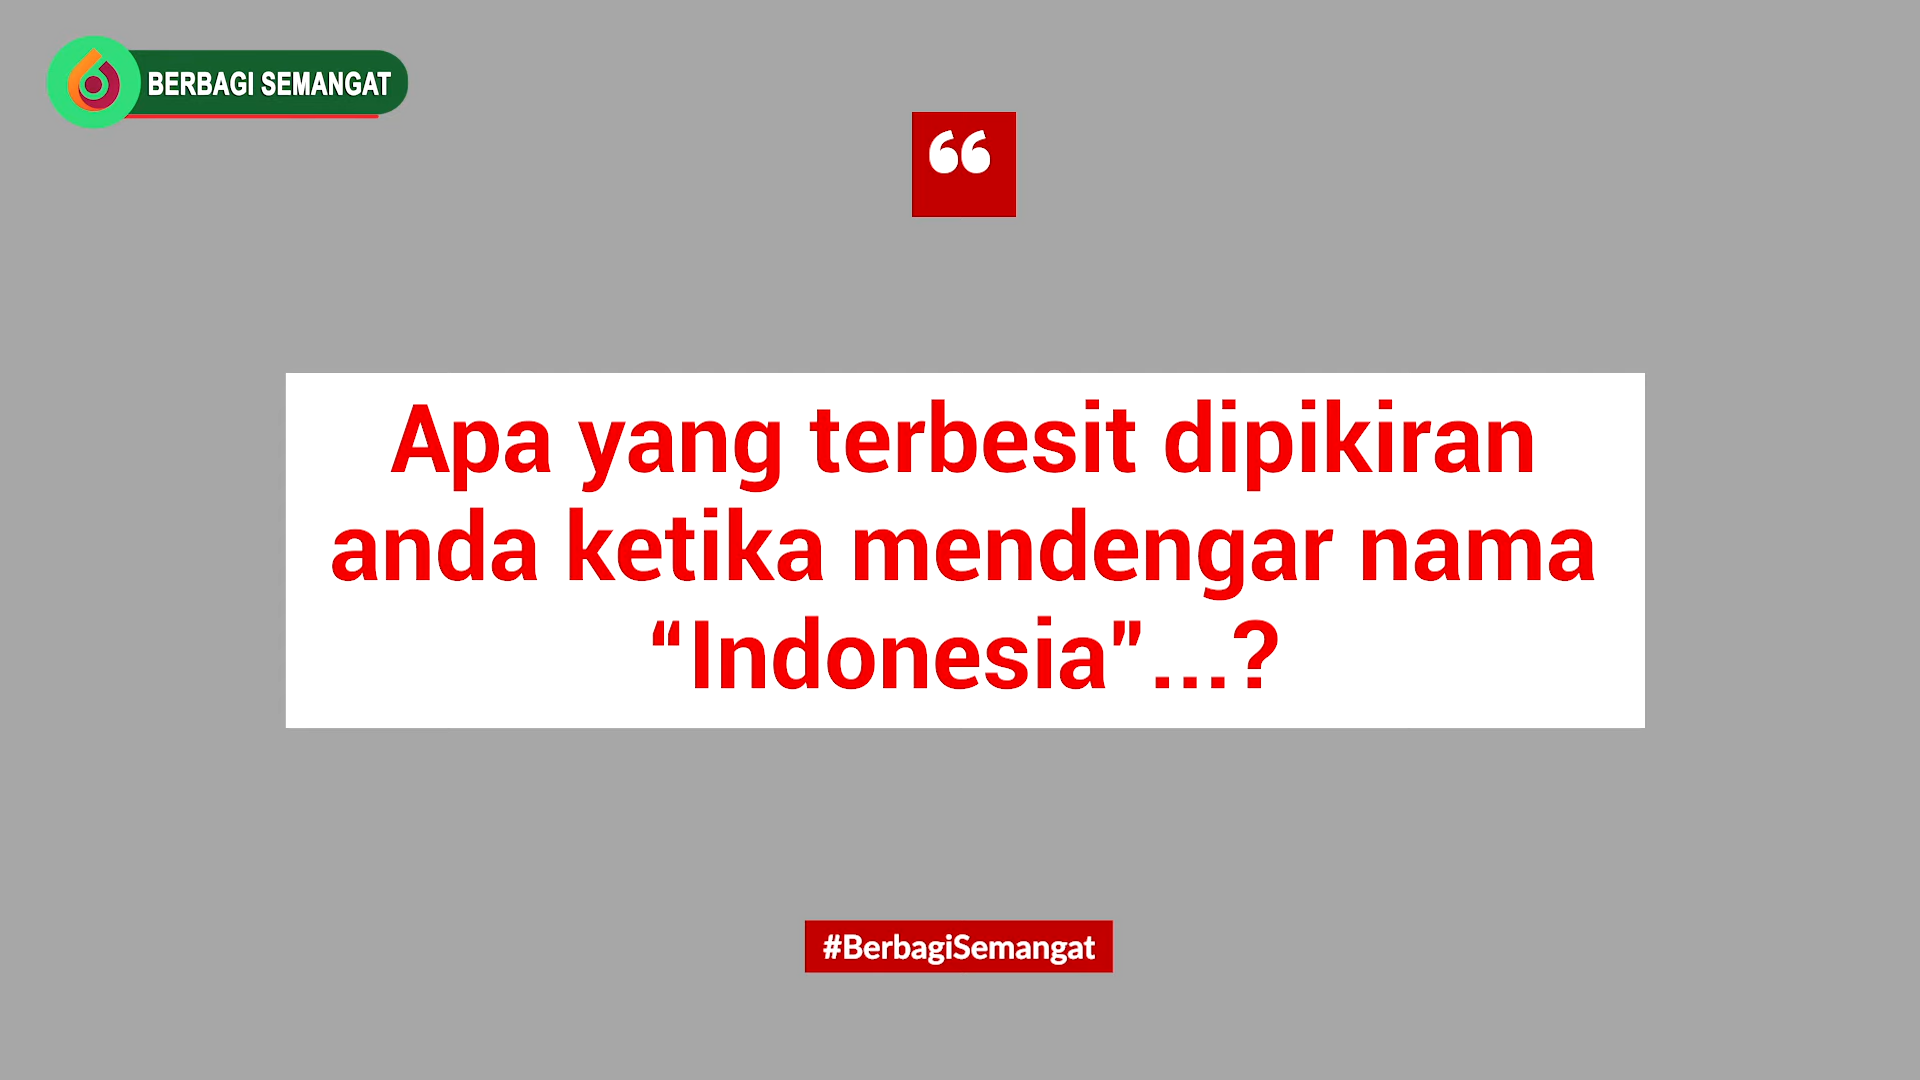 BERBAGI SEMANGAT
“
Apa yang terbesit dipikiran
anda ketika mendengar nama
“Indonesia”...?
#BerbagiSemangat